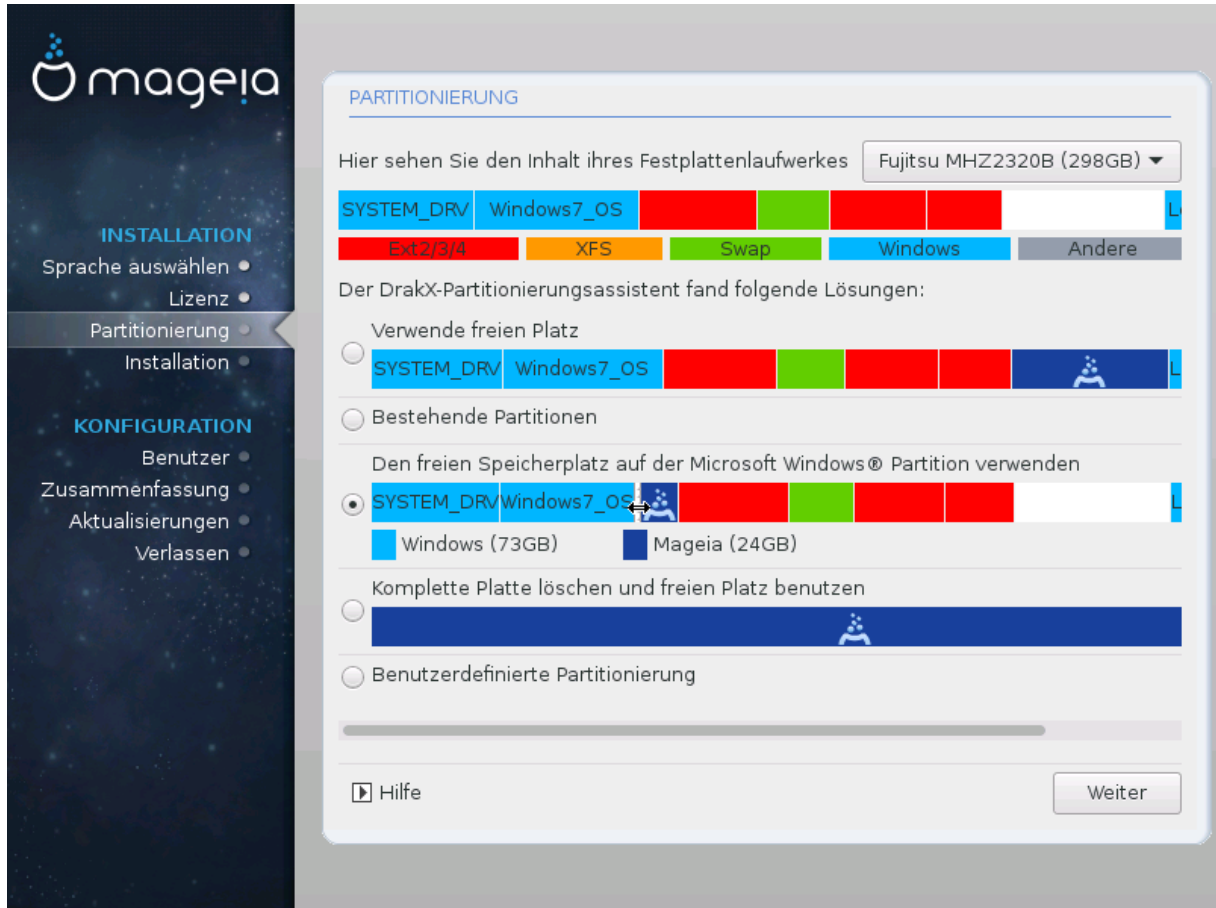 mageia
INSTALLATION
Sprache auswählen
Lizenz
Partitionierung
Installation
KONFIGURATION
Benutzer
Zusammenfassung
Aktualisierungen
Verlassen
PARTITIONIERUNG
Hier sehen Sie den Inhalt ihres Festplattenlaufwerkes
Fujitsu MHZ2320B (298GB)
SYSTEM_DRV Windows7_OS
Ext2/3/4 XFS Swap Windows Andere
Der DrakX-Partitionierungsassistent fand folgende Lösungen:
Verwende freien Platz
SYSTEM_DRV Windows7_OS L
Bestehende Partitionen
Den freien Speicherplatz auf der Microsoft Windows® Partition verwenden
SYSTEM_DRV Windows7_OS L
Windows (73GB) Mageia (24GB)
Komplette Platte löschen und freien Platz benutzen
Benutzerdefinierte Partitionierung
Hilfe
Weiter